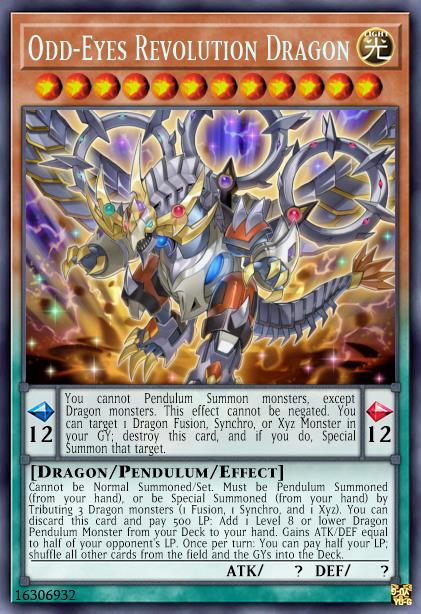 ODD-EYES REVOLUTION DRAGON
LIGHT
光
You cannot Pendulum Summon monsters, except
Dragon monsters. This effect cannot be negated. You
can target 1 Dragon Fusion, Synchro, or Xyz Monster in
your GY; destroy this card, and if you do, Special
Summon that target.
12
12
[DRAGON/PENDULUM/EFFECT]
Cannot be Normal Summoned/Set. Must be Pendulum Summoned
(from your hand), or be Special Summoned (from your hand) by
Tributing 3 Dragon monsters (1 Fusion, 1 Synchro, and 1 Xyz). You can
discard this card and pay 500 LP: Add 1 Level 8 or lower Dragon
Pendulum Monster from your Deck to your hand. Gains ATK/DEF equal
to half of your opponent's LP. Once per turn: You can pay half your LP;
shuffle all other cards from the field and the GYs into the Deck.
ATK/ ? DEF/ ?
16306932